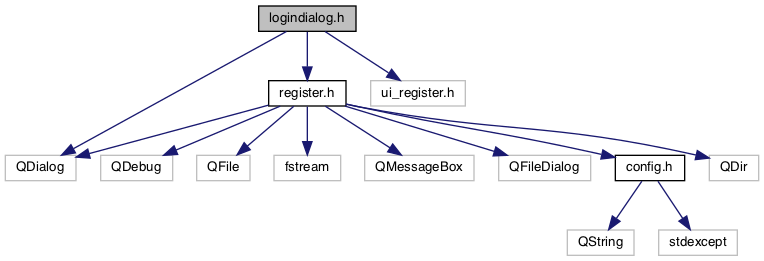 logindialog.h
register.h
ui_register.h
QDialog
QDebug
QFile
fstream
QMessageBox
QFileDialog
config.h
QDir
QString
stdexcept